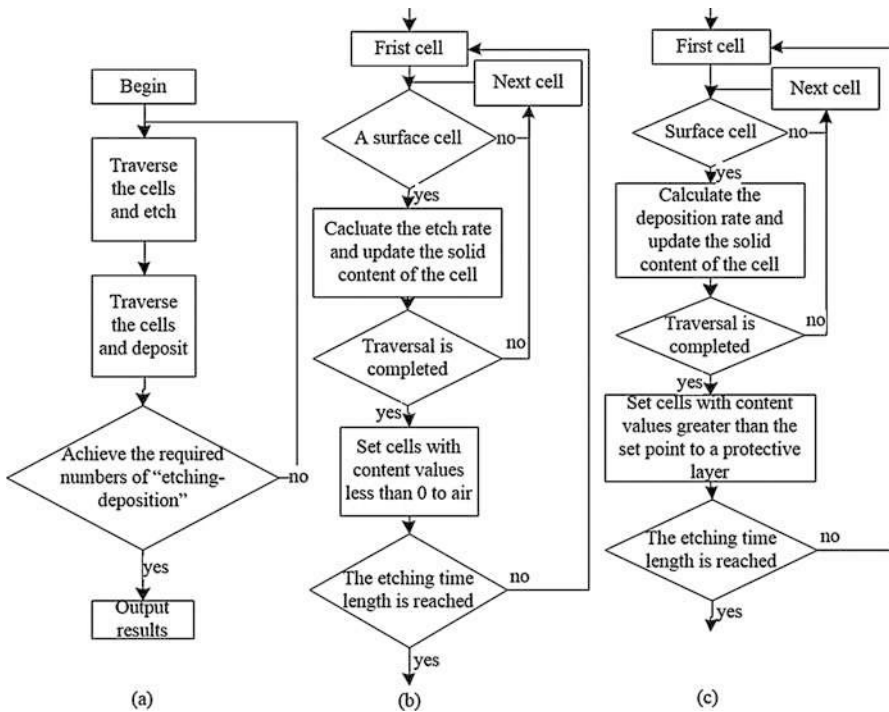 Begin
Traverse
the cells
and etch
Traverse
the cells
and deposit
Achieve the required
numbers of “etching-
deposition”
no
yes
Output
results
(a)
Frist cell
Next cell
A surface cell
no
yes
Cacluate the etch rate
and update the solid
content of the cell
Traversal is
completed
no
yes
Set cells with
content values
less than 0 to air
The etching time
length is reached
no
yes
(b)
First cell
Next cell
Surface cell
no
yes
Calculate the
deposition rate and
update the solid
content of the cell
Traversal is
completed
no
yes
Set cells with content
values greater than the
set point to a protective
layer
The etching time
length is reached
no
yes
(c)